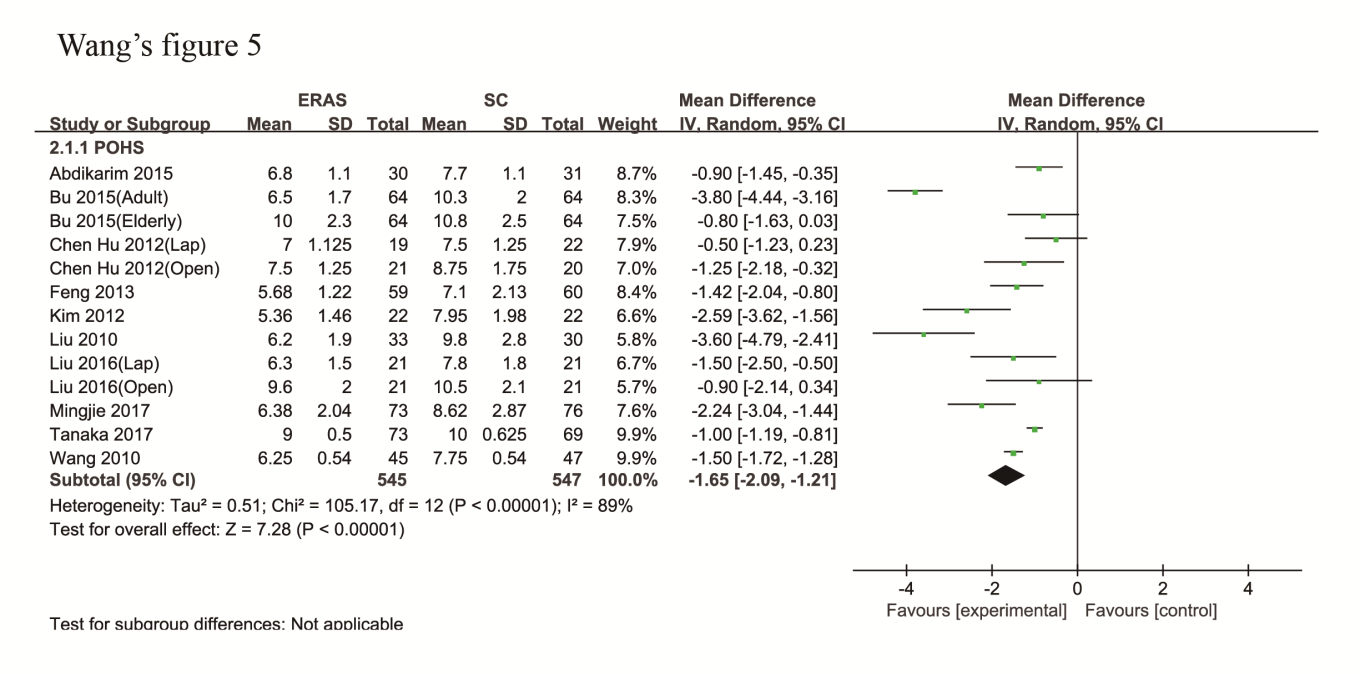 Wang’s figure 5
ERAS SC Mean Difference Mean Difference
Study or Subgroup Mean SD Total Mean SD Total Weight IV, Random, 95% CI IV, Random, 95% CI
2.1.1 POHS
Abdikarim 2015 6.8 1.1 30 7.7 1.1 31 8.7% -0.90 [-1.45, -0.35]
Bu 2015(Adult) 6.5 1.7 64 10.3 2 64 8.3% -3.80 [-4.44, -3.16]
Bu 2015(Elderly) 10 2.3 64 10.8 2.5 64 7.5% -0.80 [-1.63, 0.03]
Chen Hu 2012(Lap) 7 1.125 19 7.5 1.25 22 7.9% -0.50 [-1.23, 0.23]
Chen Hu 2012(Open) 7.5 1.25 21 8.75 1.75 20 7.0% -1.25 [-2.18, -0.32]
Feng 2013 5.68 1.22 59 7.1 2.13 60 8.4% -1.42 [-2.04, -0.80]
Kim 2012 5.36 1.46 22 7.95 1.98 22 6.6% -2.59 [-3.62, -1.56]
Liu 2010 6.2 1.9 33 9.8 2.8 30 5.8% -3.60 [-4.79, -2.41]
Liu 2016(Lap) 6.3 1.5 21 7.8 1.8 21 6.7% -1.50 [-2.50, -0.50]
Liu 2016(Open) 9.6 2 21 10.5 2.1 21 5.7% -0.90 [-2.14, 0.34]
Mingjie 2017 6.38 2.04 73 8.62 2.87 76 7.6% -2.24 [-3.04, -1.44]
Tanaka 2017 9 0.5 73 10 0.625 69 9.9% -1.00 [-1.19, -0.81]
Wang 2010 6.25 0.54 45 7.75 0.54 47 9.9% -1.50 [-1.72, -1.28]
Subtotal (95% CI) 545 547 100.0% -1.65 [-2.09, -1.21]
Heterogeneity: Tau² = 0.51; Chi² = 105.17, df = 12 (P < 0.00001); I² = 89%
Test for overall effect: Z = 7.28 (P < 0.00001)
-4 -2 0 2 4
Favours [experimental] Favours [control]
Test for subgroup differences: Not applicable